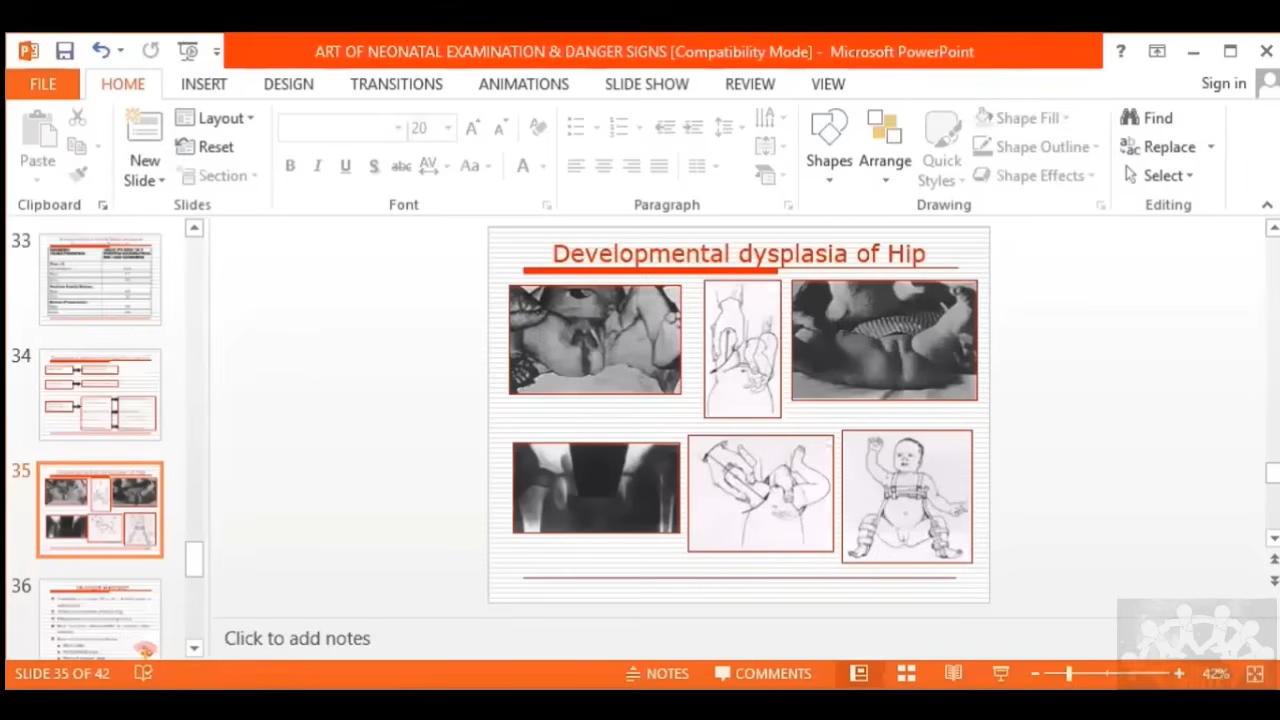 ART OF NEONATAL EXAMINATION & DANGER SIGNS [Compatibility Mode] - Microsoft PowerPoint
FILE HOME INSERT DESIGN TRANSITIONS ANIMATIONS SLIDE SHOW REVIEW VIEW Sign in
Paste
Clipboard
New
Slide
Layout
Reset
Section
Slides
20
B I U S abc AV Aa A
Font
Paragraph
Shapes
Arrange
Quick
Styles
Shape Fill
Shape Outline
Shape Effects
Drawing
Find
Replace
Select
Editing
33
34
35
36
Developmental dysplasia of Hip
Click to add notes
SLIDE 35 OF 42 NOTES COMMENTS 42%